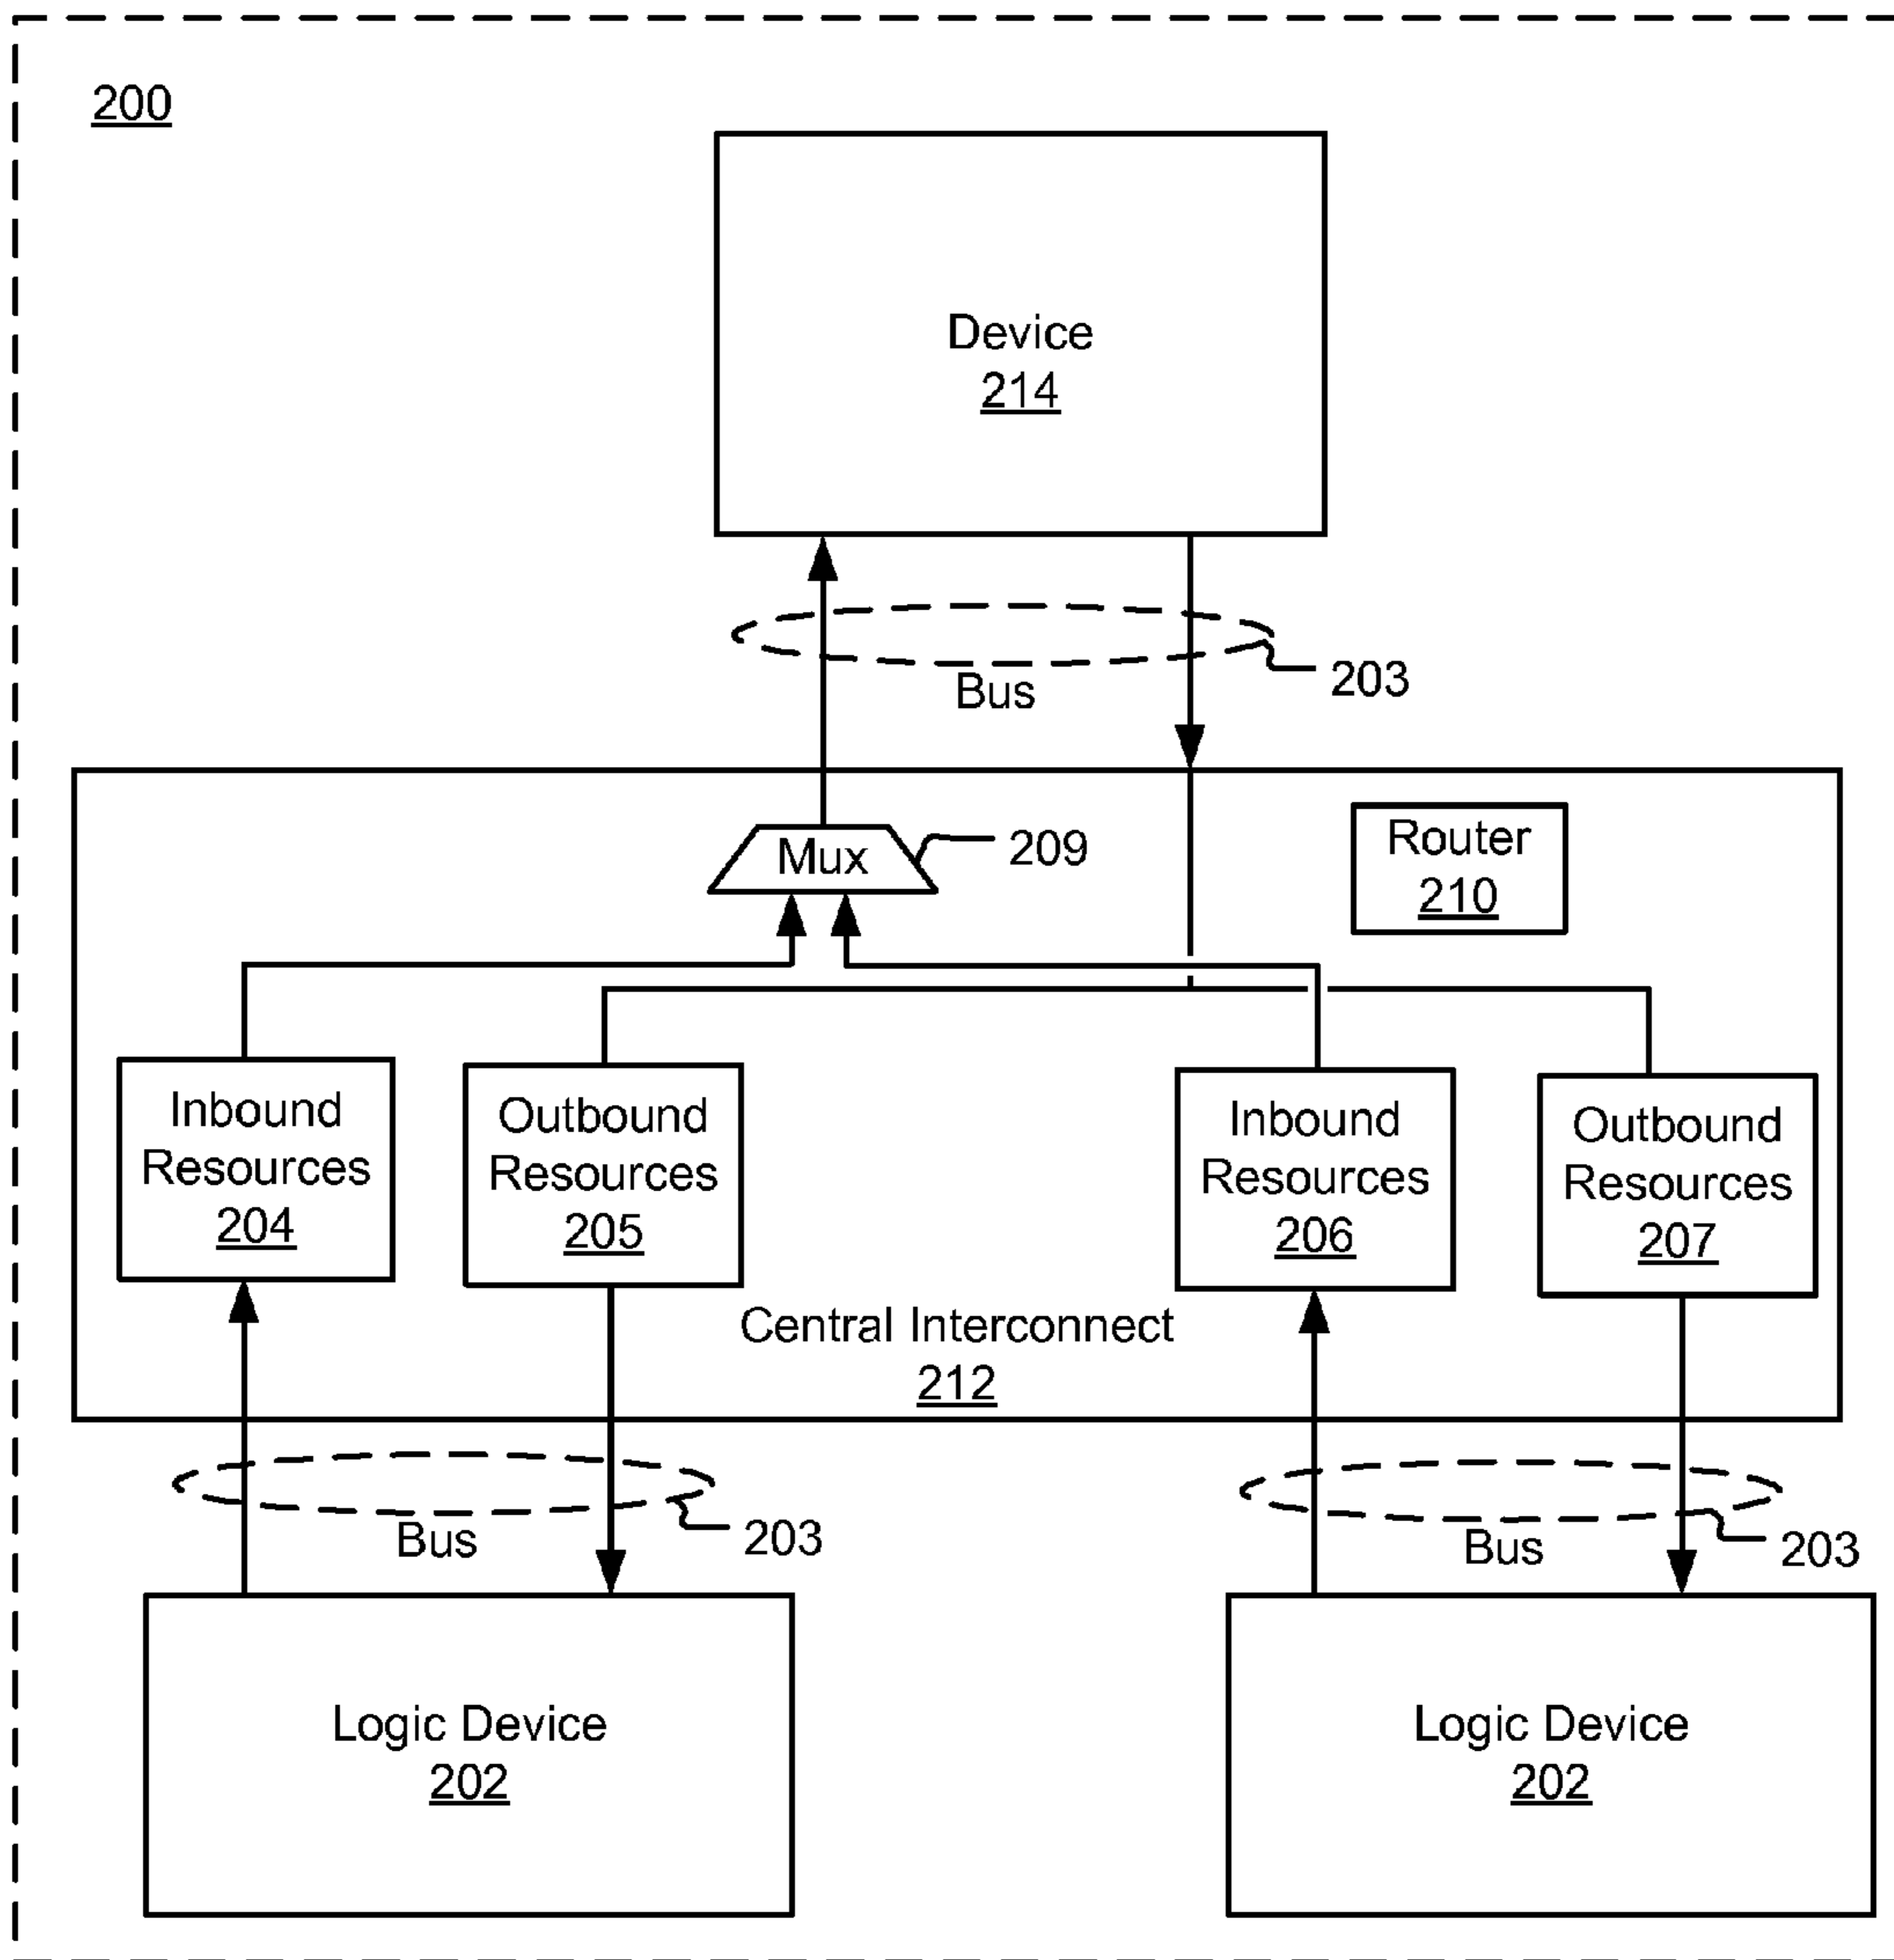 200
Device
214
Bus
203
Mux
209
Router
210
Inbound
Resources
204
Outbound
Resources
205
Inbound
Resources
206
Outbound
Resources
207
Central Interconnect
212
Bus
203
Bus
203
Logic Device
202
Logic Device
202